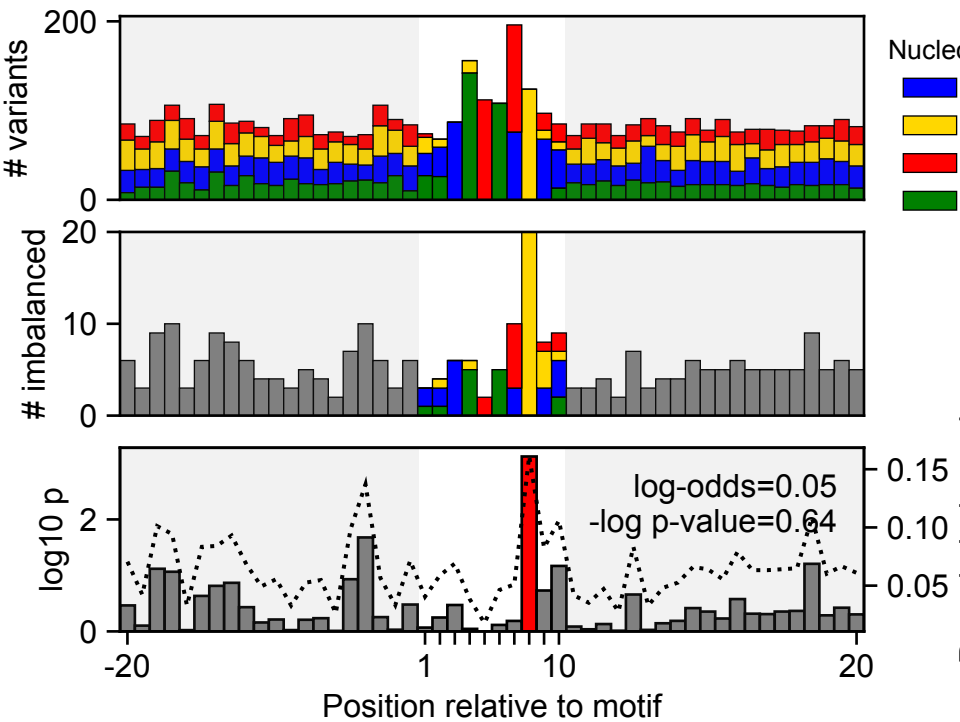 200
0
# variants
Nucleo
20
10
0
# imbalanced
2
0
log10 p
log-odds=0.05
-log p-value=0.64
0.15
0.10
0.05
-20
1
10
20
Position relative to motif